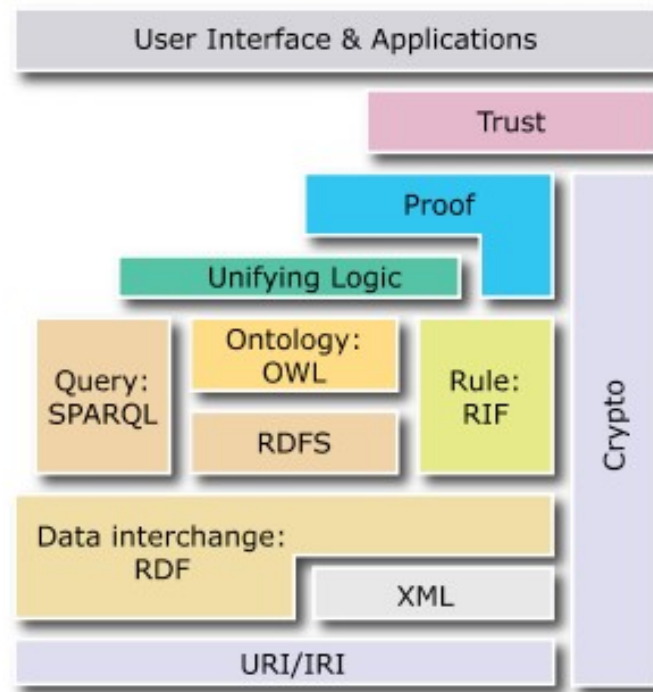 User Interface & Applications
Trust
Proof
Unifying Logic
Query:
SPARQL
Ontology:
OWL
RDFS
Rule:
RIF
Crypto
Data interchange:
RDF
XML
URI/IRI